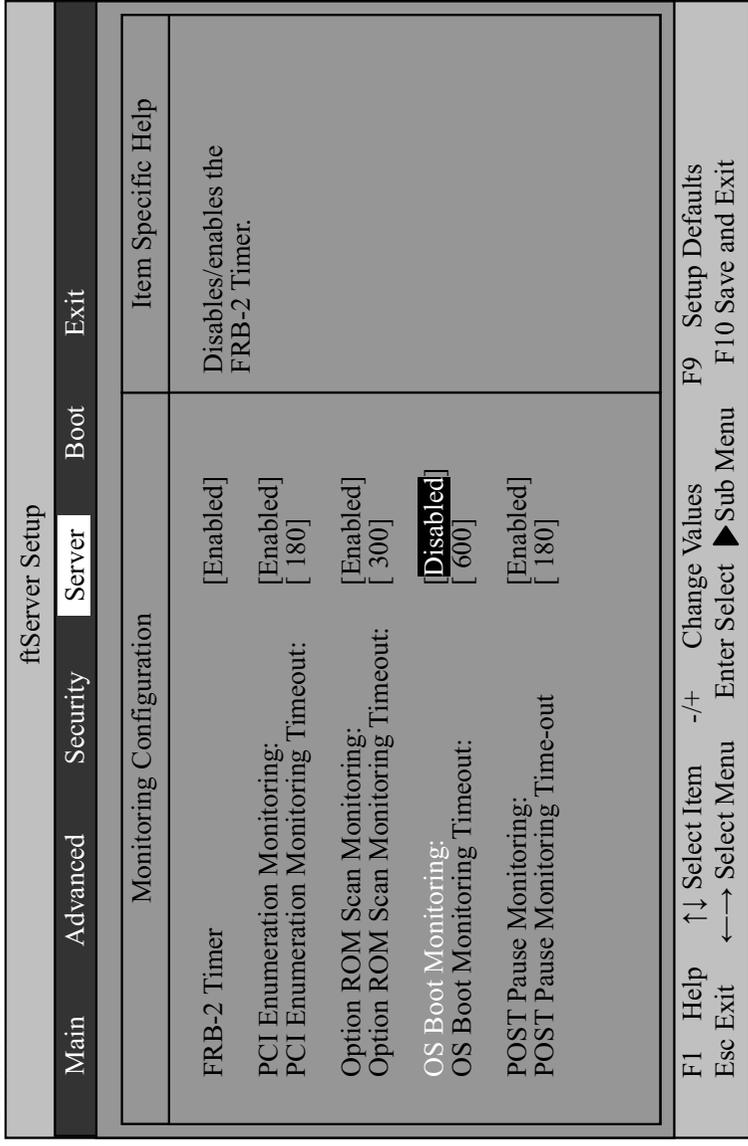 ftServer Setup
Main Advanced Security Server Boot Exit
Monitoring Configuration
Item Specific Help
FRB-2 Timer [Enabled]
PCI Enumeration Monitoring: [Enabled]
PCI Enumeration Monitoring Timeout: [ 180]
Option ROM Scan Monitoring: [Enabled]
Option ROM Scan Monitoring Timeout: [ 300]
OS Boot Monitoring: [Disabled]
OS Boot Monitoring Timeout: [ 600]
POST Pause Monitoring: [Enabled]
POST Pause Monitoring Time-out [ 180]
Disables/enables the
FRB-2 Timer.
F1 Help ↑↓ Select Item -/+ Change Values F9 Setup Defaults
Esc Exit ←→ Select Menu Enter Select ▶ Sub Menu F10 Save and Exit